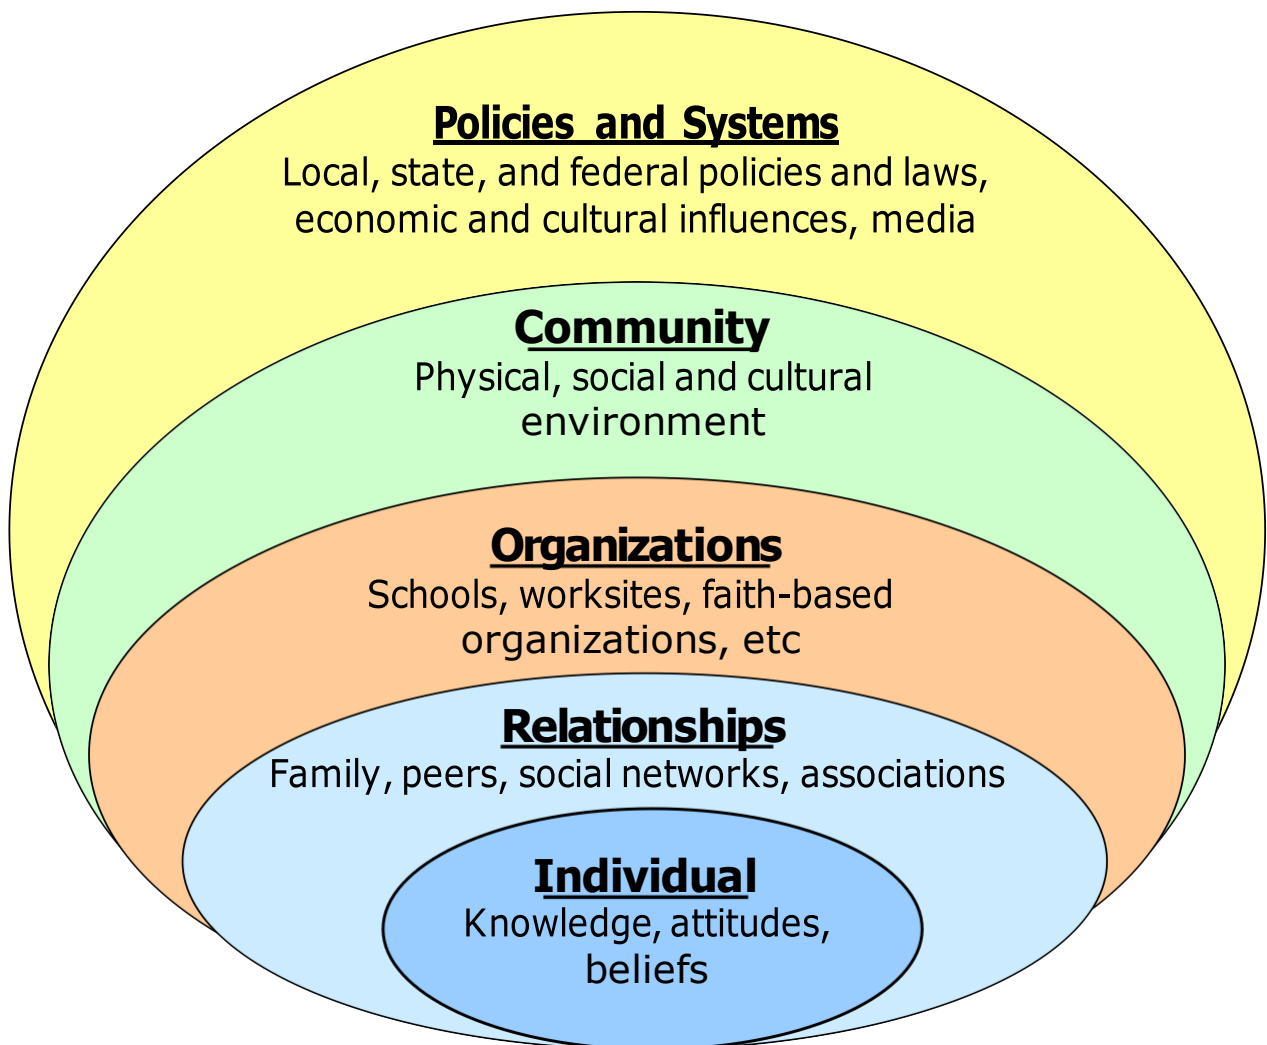 Policies and Systems
Local, state, and federal policies and laws,
economic and cultural influences, media
Community
Physical, social and cultural
environment
Organizations
Schools, worksites, faith-based
organizations, etc
Relationships
Family, peers, social networks, associations
Individual
Knowledge, attitudes,
beliefs